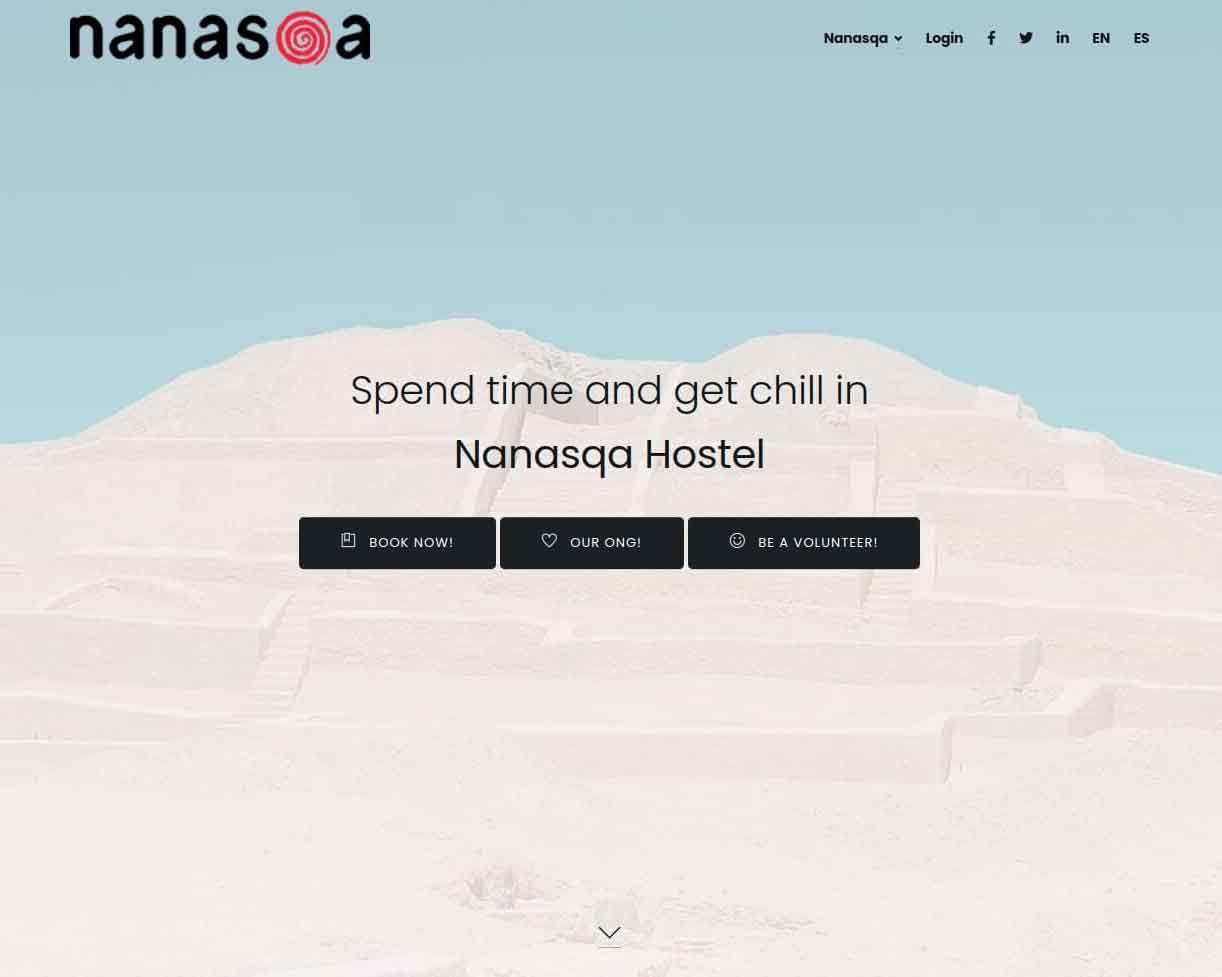 nanasqa
Nanasqa Login EN ES
Spend time and get chill in
Nanasqa Hostel
BOOK NOW! OUR ONG! BE A VOLUNTEER!